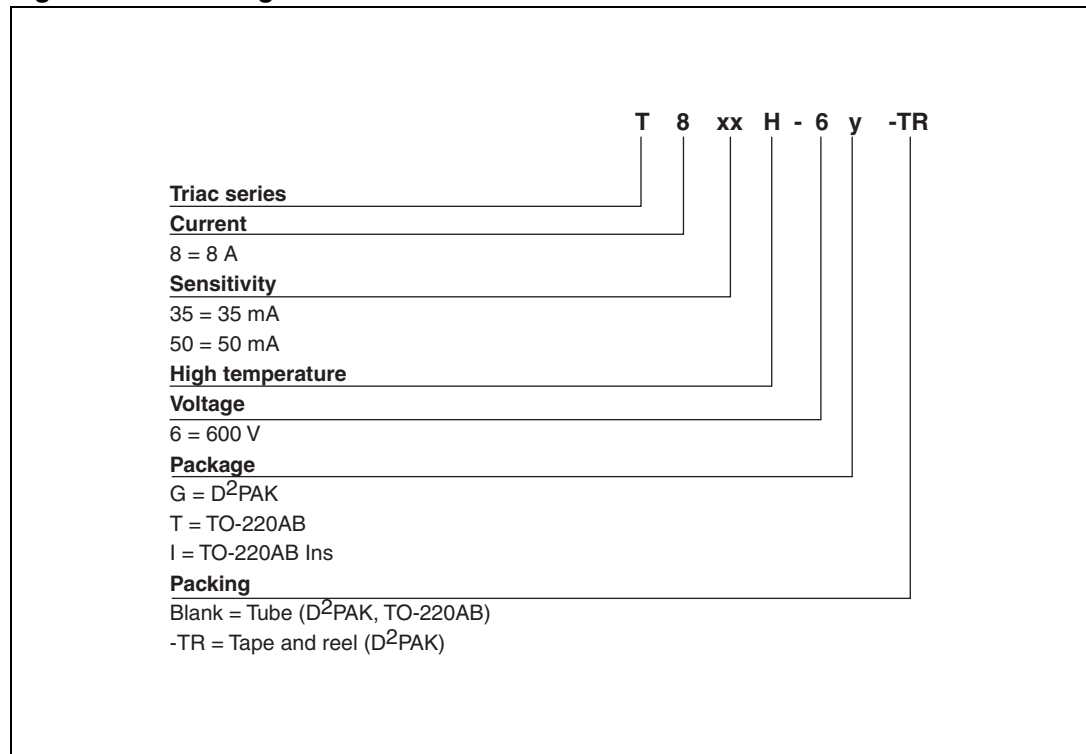 T 8 xx H - 6 y -TR
Triac series
Current
8 = 8 A
Sensitivity
35 = 35 mA
50 = 50 mA
High temperature
Voltage
6 = 600 V
Package
G = D²PAK
T = TO-220AB
I = TO-220AB Ins
Packing
Blank = Tube (D²PAK, TO-220AB)
-TR = Tape and reel (D²PAK)